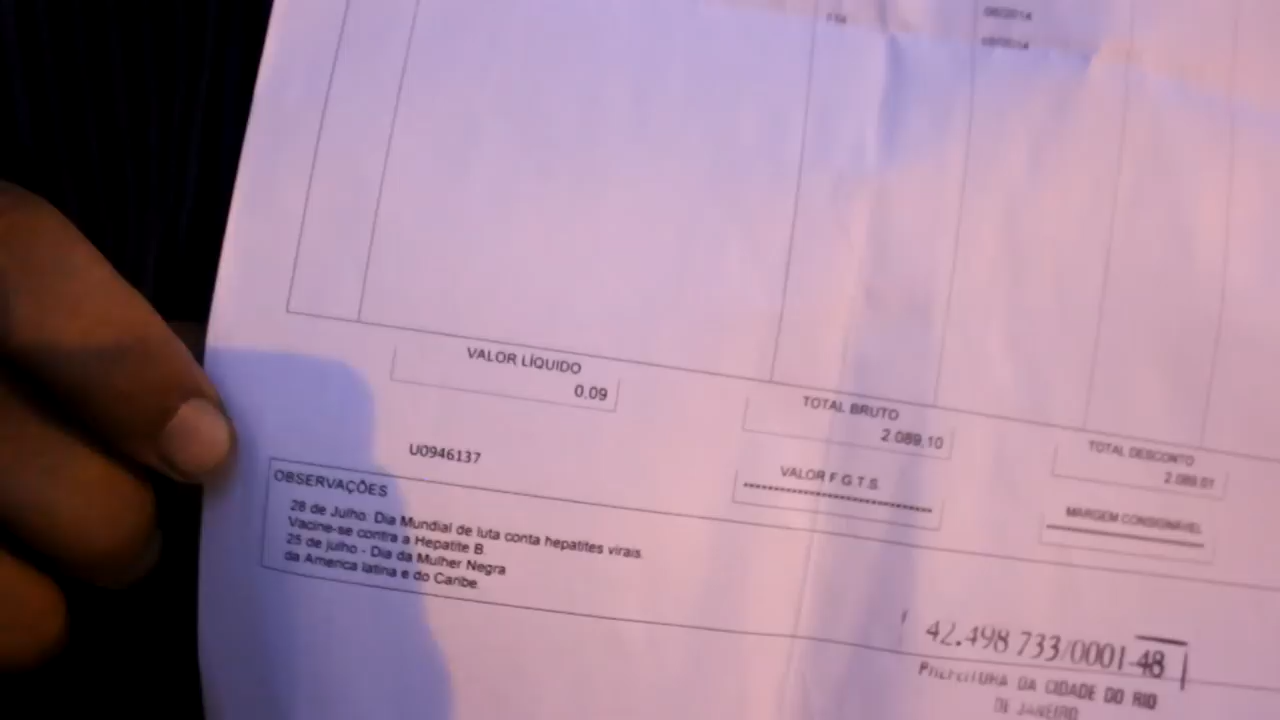 06/2014
VALOR LÍQUIDO
0,09
TOTAL BRUTO
2.089,10
TOTAL DESCONTO
2.089,01
U0946137
VALOR F.G.T.S.
MARGEM CONSIGNÁVEL
OBSERVAÇÕES
28 de Julho: Dia Mundial de luta conta hepatites virais.
Vacine-se contra a Hepatite B.
25 de julho - Dia da Mulher Negra
da America latina e do Caribe.
42.498 733/0001-48
PREFEITURA DA CIDADE DO RIO
DE JANEIRO